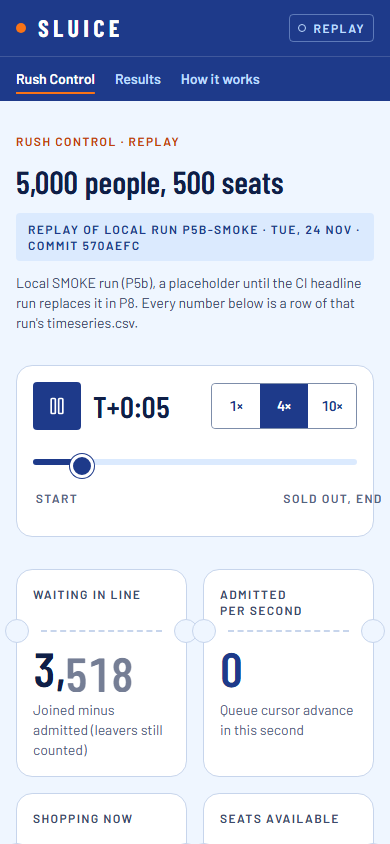 SLUICE
REPLAY
Rush Control
Results
How it works
RUSH CONTROL · REPLAY
5,000 people, 500 seats
REPLAY OF LOCAL RUN P5B-SMOKE · TUE, 24 NOV ·
COMMIT 570AEFC
Local SMOKE run (P5b), a placeholder until the CI headline
run replaces it in P8. Every number below is a row of that
run's timeseries.csv.
T+0:05
1×
4×
10×
START
SOLD OUT, END
WAITING IN LINE
3,518
Joined minus
admitted (leavers still
counted)
ADMITTED
PER SECOND
0
Queue cursor advance
in this second
SHOPPING NOW
SEATS AVAILABLE